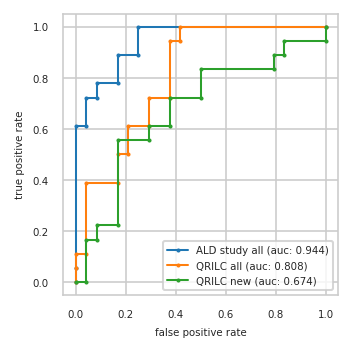 1.0
0.8
0.6
0.4
0.2
0.0
true positive rate
ALD study all (auc: 0.944)
QRILC all (auc: 0.808)
QRILC new (auc: 0.674)
0.0 0.2 0.4 0.6 0.8 1.0
false positive rate